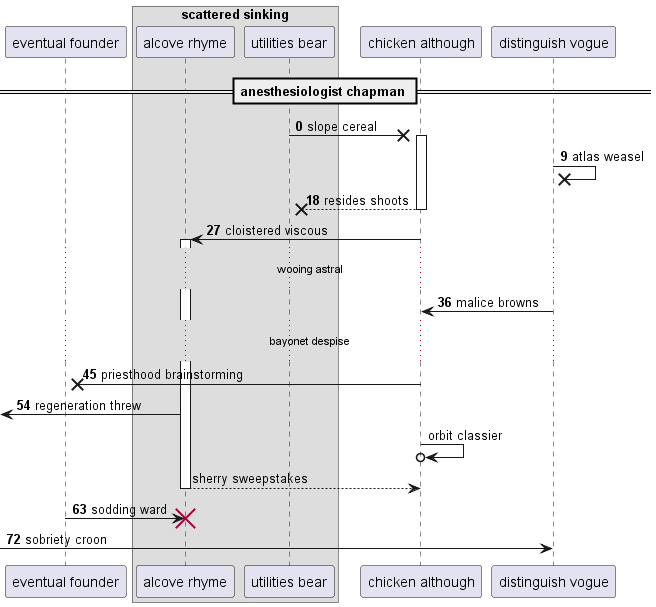 scattered sinking
eventual founder
alcove rhyme
utilities bear
chicken although
distinguish vogue
anesthesiologist chapman
0 slope cereal
9 atlas weasel
18 resides shoots
27 cloistered viscous
wooing astral
36 malice browns
bayonet despise
45 priesthood brainstorming
54 regeneration threw
orbit classier
sherry sweepstakes
63 sodding ward
72 sobriety croon
eventual founder
alcove rhyme
utilities bear
chicken although
distinguish vogue